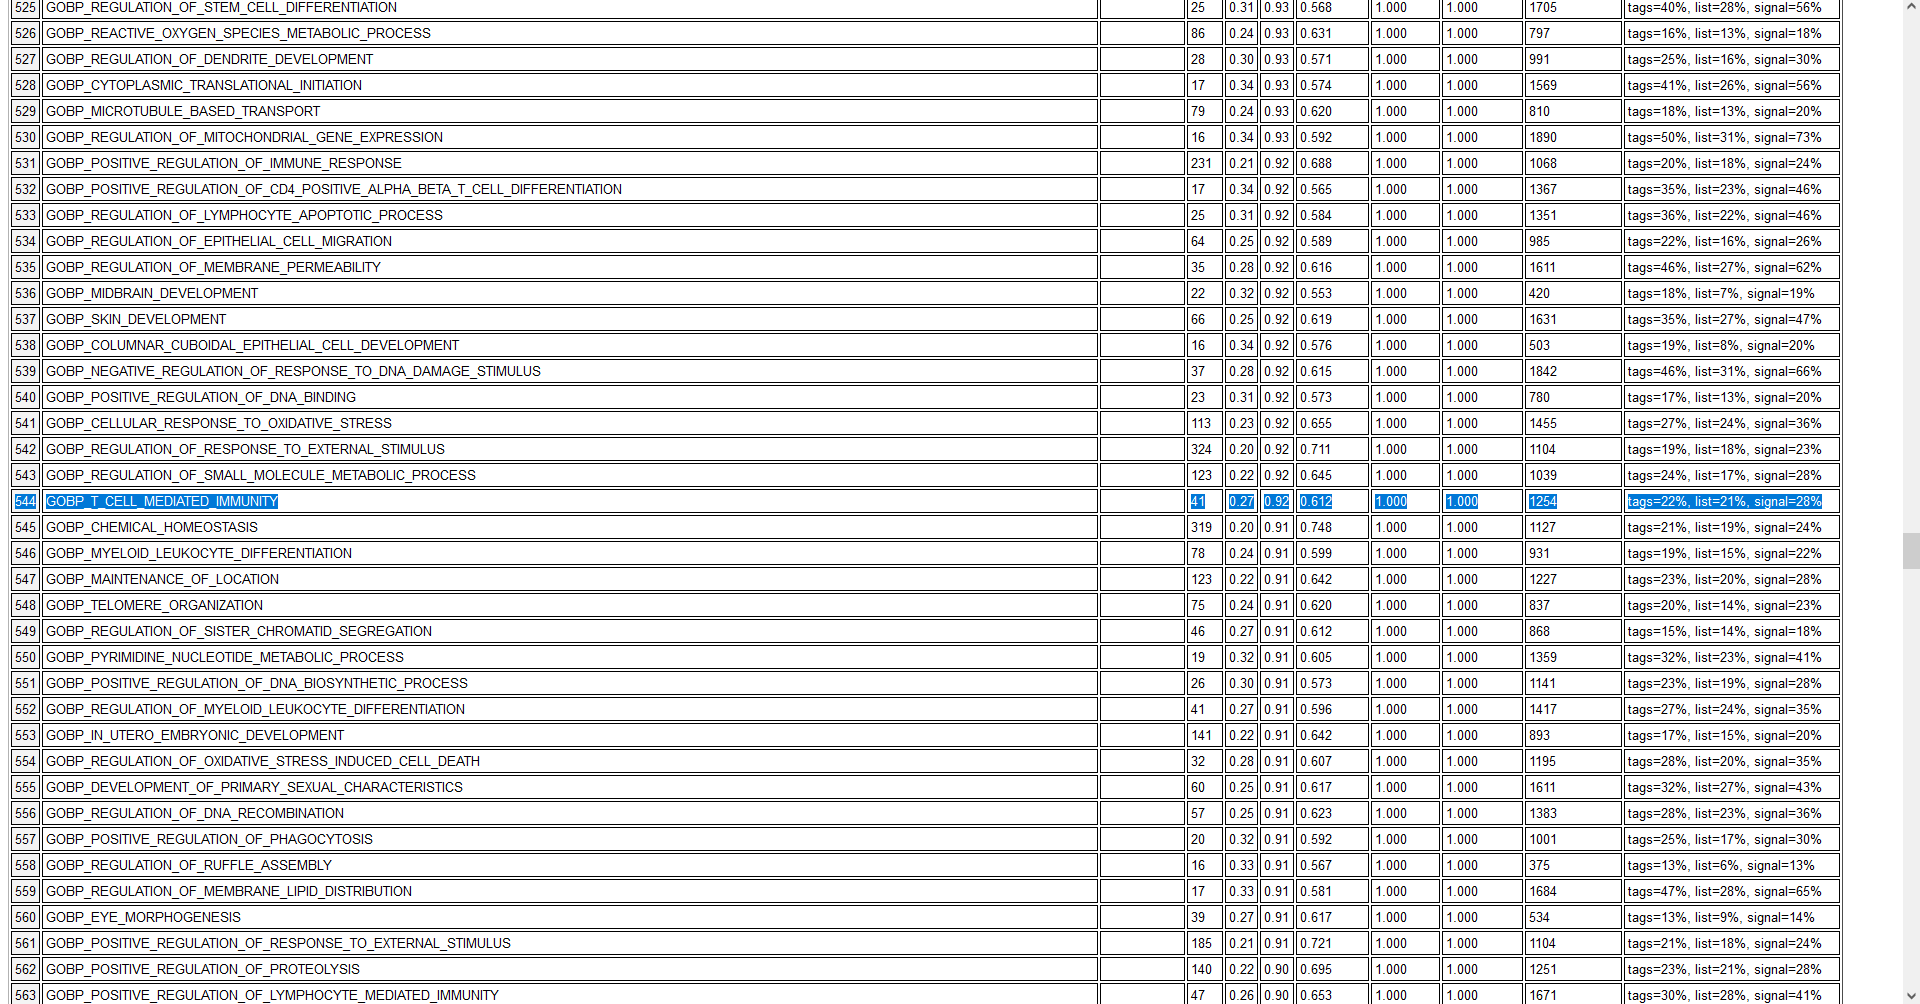 525 GOBP_REGULATION_OF_STEM_CELL_DIFFERENTIATION 25 0.31 0.93 0.568 1.000 1.000 1705 tags=40%, list=28%, signal=56%
526 GOBP_REACTIVE_OXYGEN_SPECIES_METABOLIC_PROCESS 86 0.24 0.93 0.631 1.000 1.000 797 tags=16%, list=13%, signal=18%
527 GOBP_REGULATION_OF_DENDRITE_DEVELOPMENT 28 0.30 0.93 0.571 1.000 1.000 991 tags=25%, list=16%, signal=30%
528 GOBP_CYTOPLASMIC_TRANSLATIONAL_INITIATION 17 0.34 0.93 0.574 1.000 1.000 1569 tags=41%, list=26%, signal=56%
529 GOBP_MICROTUBULE_BASED_TRANSPORT 79 0.24 0.93 0.620 1.000 1.000 810 tags=18%, list=13%, signal=20%
530 GOBP_REGULATION_OF_MITOCHONDRIAL_GENE_EXPRESSION 16 0.34 0.93 0.592 1.000 1.000 1890 tags=50%, list=31%, signal=73%
531 GOBP_POSITIVE_REGULATION_OF_IMMUNE_RESPONSE 231 0.21 0.92 0.688 1.000 1.000 1068 tags=20%, list=18%, signal=24%
532 GOBP_POSITIVE_REGULATION_OF_CD4_POSITIVE_ALPHA_BETA_T_CELL_DIFFERENTIATION 17 0.34 0.92 0.565 1.000 1.000 1367 tags=35%, list=23%, signal=46%
533 GOBP_REGULATION_OF_LYMPHOCYTE_APOPTOTIC_PROCESS 25 0.31 0.92 0.584 1.000 1.000 1351 tags=36%, list=22%, signal=46%
534 GOBP_REGULATION_OF_EPITHELIAL_CELL_MIGRATION 64 0.25 0.92 0.589 1.000 1.000 985 tags=22%, list=16%, signal=26%
535 GOBP_REGULATION_OF_MEMBRANE_PERMEABILITY 35 0.28 0.92 0.616 1.000 1.000 1611 tags=46%, list=27%, signal=62%
536 GOBP_MIDBRAIN_DEVELOPMENT 22 0.32 0.92 0.553 1.000 1.000 420 tags=18%, list=7%, signal=19%
537 GOBP_SKIN_DEVELOPMENT 66 0.25 0.92 0.619 1.000 1.000 1631 tags=35%, list=27%, signal=47%
538 GOBP_COLUMNAR_CUBOIDAL_EPITHELIAL_CELL_DEVELOPMENT 16 0.34 0.92 0.576 1.000 1.000 503 tags=19%, list=8%, signal=20%
539 GOBP_NEGATIVE_REGULATION_OF_RESPONSE_TO_DNA_DAMAGE_STIMULUS 37 0.28 0.92 0.615 1.000 1.000 1842 tags=46%, list=31%, signal=66%
540 GOBP_POSITIVE_REGULATION_OF_DNA_BINDING 23 0.31 0.92 0.573 1.000 1.000 780 tags=17%, list=13%, signal=20%
541 GOBP_CELLULAR_RESPONSE_TO_OXIDATIVE_STRESS 113 0.23 0.92 0.655 1.000 1.000 1455 tags=27%, list=24%, signal=36%
542 GOBP_REGULATION_OF_RESPONSE_TO_EXTERNAL_STIMULUS 324 0.20 0.92 0.711 1.000 1.000 1104 tags=19%, list=18%, signal=23%
543 GOBP_REGULATION_OF_SMALL_MOLECULE_METABOLIC_PROCESS 123 0.22 0.92 0.645 1.000 1.000 1039 tags=24%, list=17%, signal=28%
544 GOBP_T_CELL_MEDIATED_IMMUNITY 41 0.27 0.92 0.612 1.000 1.000 1254 tags=22%, list=21%, signal=28%
545 GOBP_CHEMICAL_HOMEOSTASIS 319 0.20 0.91 0.748 1.000 1.000 1127 tags=21%, list=19%, signal=24%
546 GOBP_MYELOID_LEUKOCYTE_DIFFERENTIATION 78 0.24 0.91 0.599 1.000 1.000 931 tags=19%, list=15%, signal=22%
547 GOBP_MAINTENANCE_OF_LOCATION 123 0.22 0.91 0.642 1.000 1.000 1227 tags=23%, list=20%, signal=28%
548 GOBP_TELOMERE_ORGANIZATION 75 0.24 0.91 0.620 1.000 1.000 837 tags=20%, list=14%, signal=23%
549 GOBP_REGULATION_OF_SISTER_CHROMATID_SEGREGATION 46 0.27 0.91 0.612 1.000 1.000 868 tags=15%, list=14%, signal=18%
550 GOBP_PYRIMIDINE_NUCLEOTIDE_METABOLIC_PROCESS 19 0.32 0.91 0.605 1.000 1.000 1359 tags=32%, list=23%, signal=41%
551 GOBP_POSITIVE_REGULATION_OF_DNA_BIOSYNTHETIC_PROCESS 26 0.30 0.91 0.573 1.000 1.000 1141 tags=23%, list=19%, signal=28%
552 GOBP_REGULATION_OF_MYELOID_LEUKOCYTE_DIFFERENTIATION 41 0.27 0.91 0.596 1.000 1.000 1417 tags=27%, list=24%, signal=35%
553 GOBP_IN_UTERO_EMBRYONIC_DEVELOPMENT 141 0.22 0.91 0.642 1.000 1.000 893 tags=17%, list=15%, signal=20%
554 GOBP_REGULATION_OF_OXIDATIVE_STRESS_INDUCED_CELL_DEATH 32 0.28 0.91 0.607 1.000 1.000 1195 tags=28%, list=20%, signal=35%
555 GOBP_DEVELOPMENT_OF_PRIMARY_SEXUAL_CHARACTERISTICS 60 0.25 0.91 0.617 1.000 1.000 1611 tags=32%, list=27%, signal=43%
556 GOBP_REGULATION_OF_DNA_RECOMBINATION 57 0.25 0.91 0.623 1.000 1.000 1383 tags=28%, list=23%, signal=36%
557 GOBP_POSITIVE_REGULATION_OF_PHAGOCYTOSIS 20 0.32 0.91 0.592 1.000 1.000 1001 tags=25%, list=17%, signal=30%
558 GOBP_REGULATION_OF_RUFFLE_ASSEMBLY 16 0.33 0.91 0.567 1.000 1.000 375 tags=13%, list=6%, signal=13%
559 GOBP_REGULATION_OF_MEMBRANE_LIPID_DISTRIBUTION 17 0.33 0.91 0.581 1.000 1.000 1684 tags=47%, list=28%, signal=65%
560 GOBP_EYE_MORPHOGENESIS 39 0.27 0.91 0.617 1.000 1.000 534 tags=13%, list=9%, signal=14%
561 GOBP_POSITIVE_REGULATION_OF_RESPONSE_TO_EXTERNAL_STIMULUS 185 0.21 0.91 0.721 1.000 1.000 1104 tags=21%, list=18%, signal=24%
562 GOBP_POSITIVE_REGULATION_OF_PROTEOLYSIS 140 0.22 0.90 0.695 1.000 1.000 1251 tags=23%, list=21%, signal=28%
563 GOBP_POSITIVE_REGULATION_OF_LYMPHOCYTE_MEDIATED_IMMUNITY 47 0.26 0.90 0.653 1.000 1.000 1671 tags=30%, list=28%, signal=41%